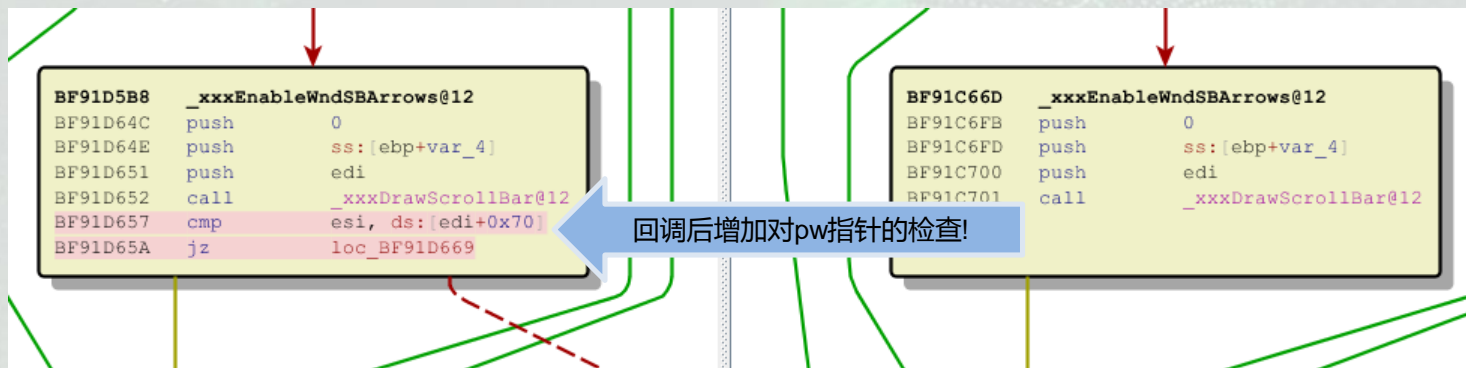 BF91D5B8 _xxxEnableWndSBArrows@12
BF91D64C push 0
BF91D64E push ss:[ebp+var_4]
BF91D651 push edi
BF91D652 call _xxxDrawScrollBar@12
BF91D657 cmp esi, ds:[edi+0x70]
BF91D65A jz loc_BF91D669
回调后增加对pw指针的检查!
BF91C66D _xxxEnableWndSBArrows@12
BF91C6FB push 0
BF91C6FD push ss:[ebp+var_4]
BF91C700 push edi
BF91C701 call _xxxDrawScrollBar@12